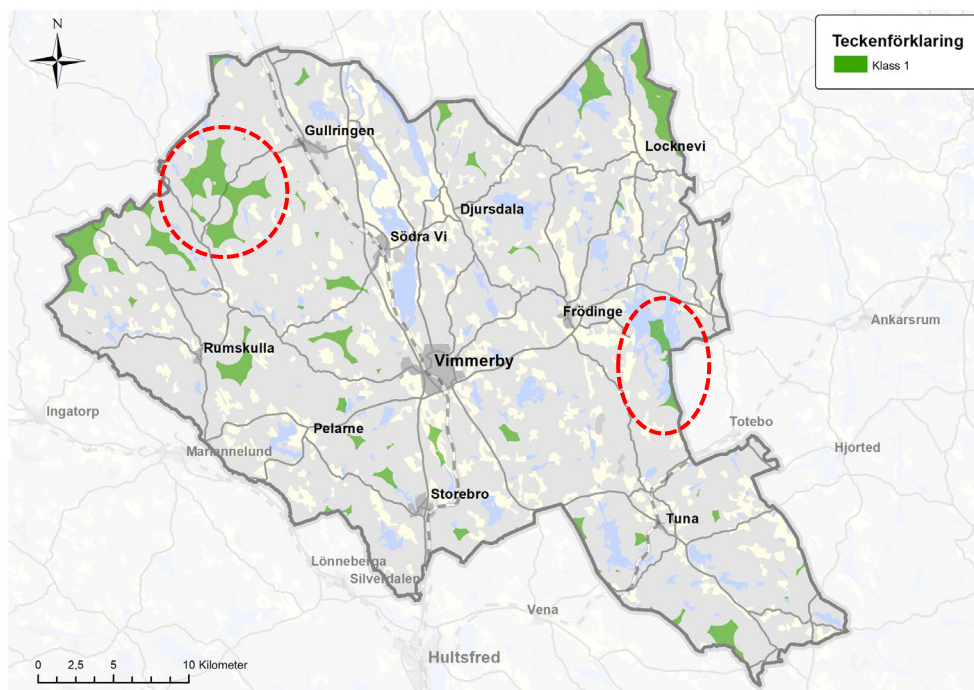 N
Teckenförklaring
Klass 1
Gullringen
Locknevi
Djursdala
Södra Vi
Frödinge
Ankarsrum
Rumskulla
Vimmerby
Ingatorp
Totebo
Pelarne
Hjorted
Mariannelund
Storebro
Tuna
Lönneberga
Silverdalen
Vena
Hultsfred
0 2,5 5 10 Kilometer